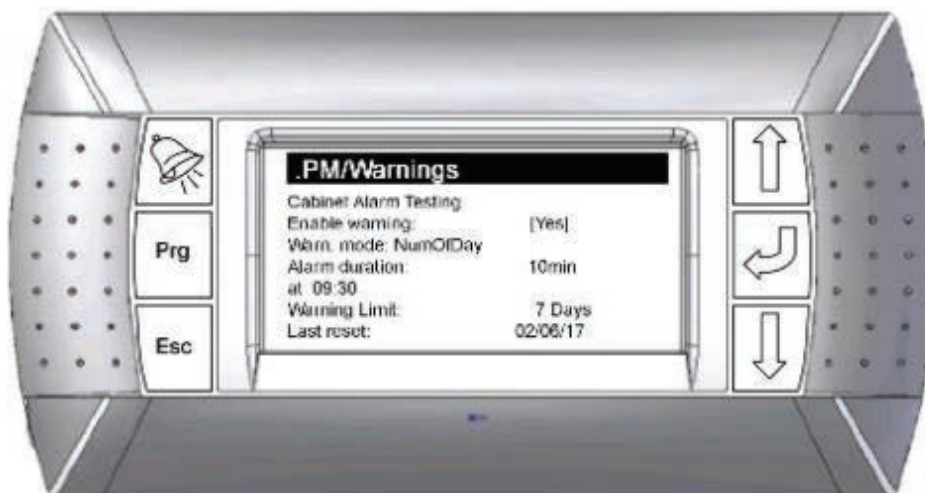 .PM/Warnings
Cabinet Alarm Testing
Enable warning: [Yes]
Warn. mode: NumOfDay
Alarm duration: 10min
at 09:30
Warning Limit: 7 Days
Last reset: 02/06/17
Prg
Esc